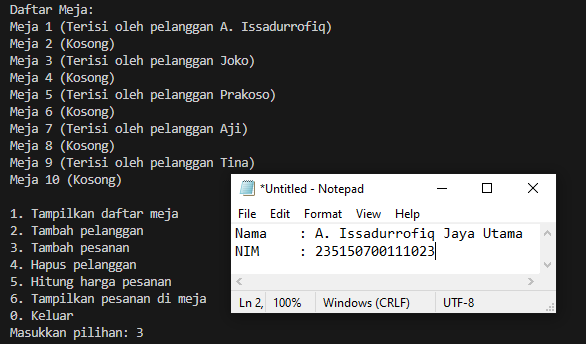 Daftar Meja:
Meja 1 (Terisi oleh pelanggan A. Issadurrofiq)
Meja 2 (Kosong)
Meja 3 (Terisi oleh pelanggan Joko)
Meja 4 (Kosong)
Meja 5 (Terisi oleh pelanggan Prakoso)
Meja 6 (Kosong)
Meja 7 (Terisi oleh pelanggan Aji)
Meja 8 (Kosong)
Meja 9 (Terisi oleh pelanggan Tina)
Meja 10 (Kosong)
1. Tampilkan daftar meja
2. Tambah pelanggan
3. Tambah pesanan
4. Hapus pelanggan
5. Hitung harga pesanan
6. Tampilkan pesanan di meja
0. Keluar
Masukkan pilihan: 3
*Untitled - Notepad
File Edit Format View Help
Nama : A. Issadurrofiq Jaya Utama
NIM : 235150700111023
Ln 2, 100% Windows (CRLF) UTF-8